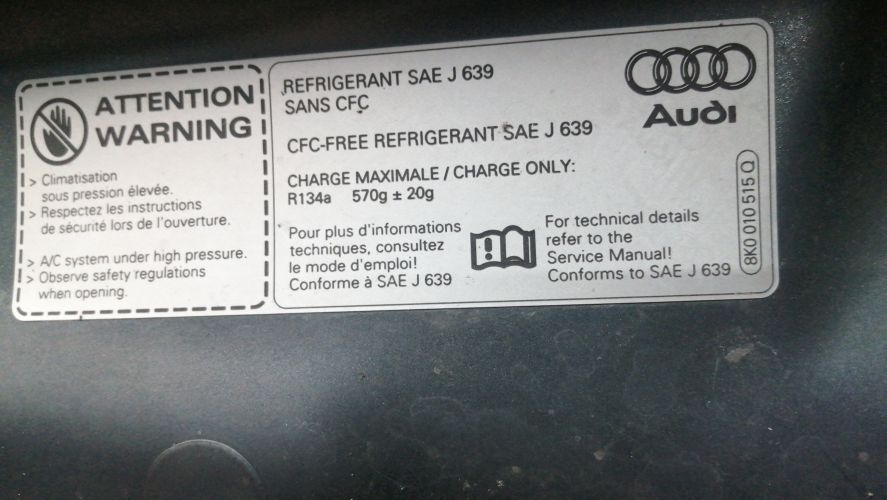 ATTENTION
WARNING
> Climatisation
sous pression élevée.
> Respectez les instructions
de sécurité lors de l'ouverture.
> A/C system under high pressure.
> Observe safety regulations
when opening.
REFRIGERANT SAE J 639
SANS CFC
CFC-FREE REFRIGERANT SAE J 639
CHARGE MAXIMALE / CHARGE ONLY:
R134a 570g ± 20g
Pour plus d'informations
techniques, consultez
le mode d'emploi!
Conforme à SAE J 639
For technical details
refer to the
Service Manual!
Conforms to SAE J 639
Audi
8K0 010 515 Q